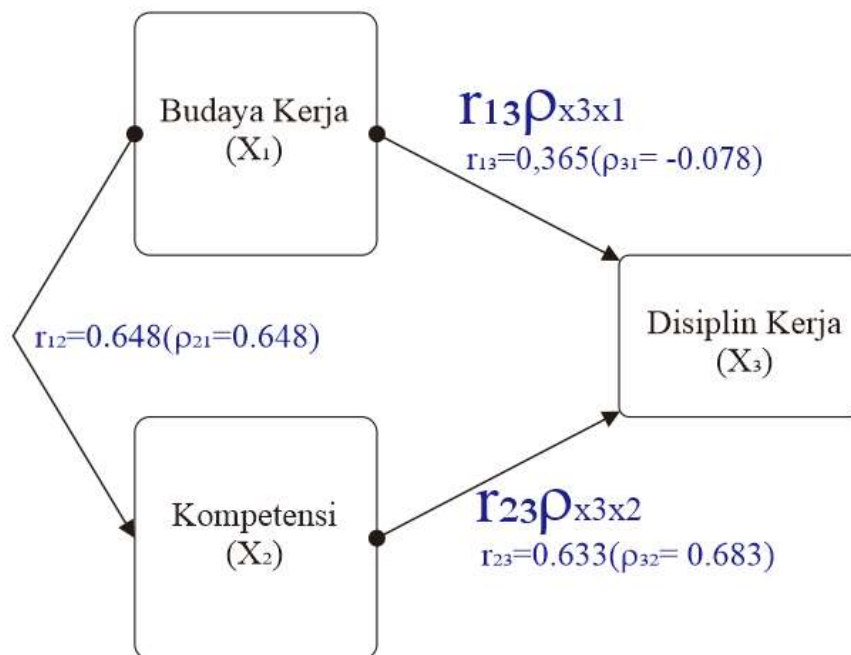 Budaya Kerja
(X₁)
r₁₃ρx3x1
r₁₃=0,365(ρ₃₁= -0.078)
r₁₂=0.648(ρ₂₁=0.648)
Disiplin Kerja
(X₃)
Kompetensi
(X₂)
r₂₃ρx3x2
r₂₃=0.633(ρ₃₂= 0.683)